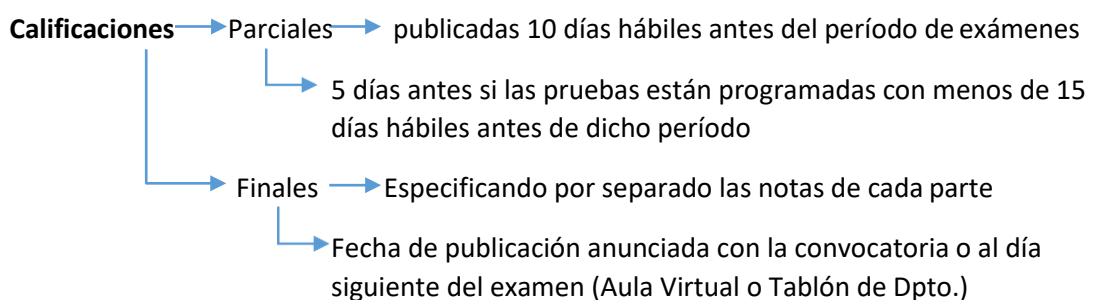 Calificaciones Parciales publicadas 10 días hábiles antes del período de exámenes
5 días antes si las pruebas están programadas con menos de 15
días hábiles antes de dicho período
Finales Especificando por separado las notas de cada parte
Fecha de publicación anunciada con la convocatoria o al día
siguiente del examen (Aula Virtual o Tablón de Dpto.)